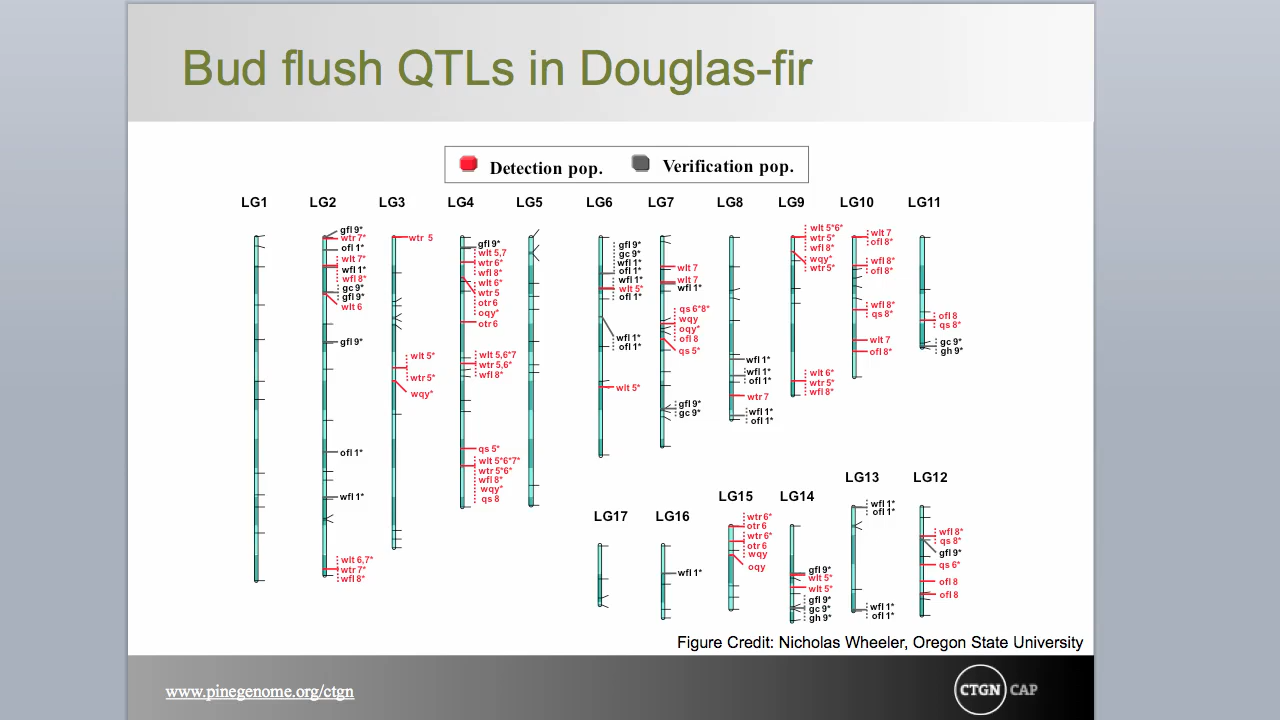 Bud flush QTLs in Douglas-fir
Detection pop.
Verification pop.
LG1
LG2
LG3
LG4
LG5
LG6
LG7
LG8
LG9
LG10
LG11
gfl 9*
wtr 7*
ofl 1*
wlt 7*
wfl 1*
wfl 8*
gc 9*
gfl 9*
wlt 6
gfl 9*
ofl 1*
wfl 1*
wlt 6,7*
wtr 7*
wfl 8*
wtr 5
wlt 5*
wtr 5*
wqy*
gfl 9*
wlt 5,7
wtr 6*
wfl 8*
wlt 6*
wtr 5
otr 6
oqy*
otr 6
wlt 5,6*7
wtr 5,6*
wfl 8*
qs 5*
wlt 5*6*7*
wtr 5*6*
wfl 8*
wqy*
qs 8
gfl 9*
gc 9*
wfl 1*
ofl 1*
wfl 1*
wlt 5*
ofl 1*
wfl 1*
ofl 1*
wlt 5*
wlt 7
wlt 7
wfl 1*
qs 6*8*
wqy
oqy*
ofl 8
qs 5*
gfl 9*
gc 9*
wfl 1*
wfl 1*
ofl 1*
wtr 7
wfl 1*
ofl 1*
wlt 5*6*
wtr 5*
wfl 8*
wqy*
wtr 5*
wlt 6*
wtr 5*
wfl 8*
wlt 7
ofl 8*
wfl 8*
ofl 8*
wfl 8*
qs 8*
wlt 7
ofl 8*
ofl 8
qs 8*
gc 9*
gh 9*
LG17
LG16
LG15
LG14
LG13
LG12
wfl 1*
wtr 6*
otr 6
wtr 6*
otr 6
wqy
oqy
gfl 9*
wlt 5*
wlt 5*
gfl 9*
gc 9*
gh 9*
wfl 1*
ofl 1*
wfl 1*
ofl 1*
wfl 8*
qs 8*
gfl 9*
qs 6*
ofl 8
ofl 8
Figure Credit: Nicholas Wheeler, Oregon State University
www.pinegenome.org/ctgn
CTGN CAP